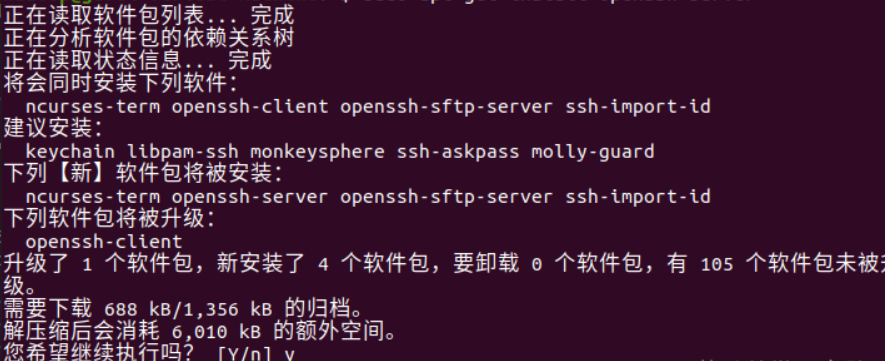 正在读取软件包列表... 完成
正在分析软件包的依赖关系树
正在读取状态信息... 完成
将会同时安装下列软件：
ncurses-term openssh-client openssh-sftp-server ssh-import-id
建议安装：
keychain libpam-ssh monkeysphere ssh-askpass molly-guard
下列【新】软件包将被安装：
ncurses-term openssh-server openssh-sftp-server ssh-import-id
下列软件包将被升级：
openssh-client
升级了 1 个软件包，新安装了 4 个软件包，要卸载 0 个软件包，有 105 个软件包未被升
级。
需要下载 688 kB/1,356 kB 的归档。
解压缩后会消耗 6,010 kB 的额外空间。
您希望继续执行吗？ [Y/n] y